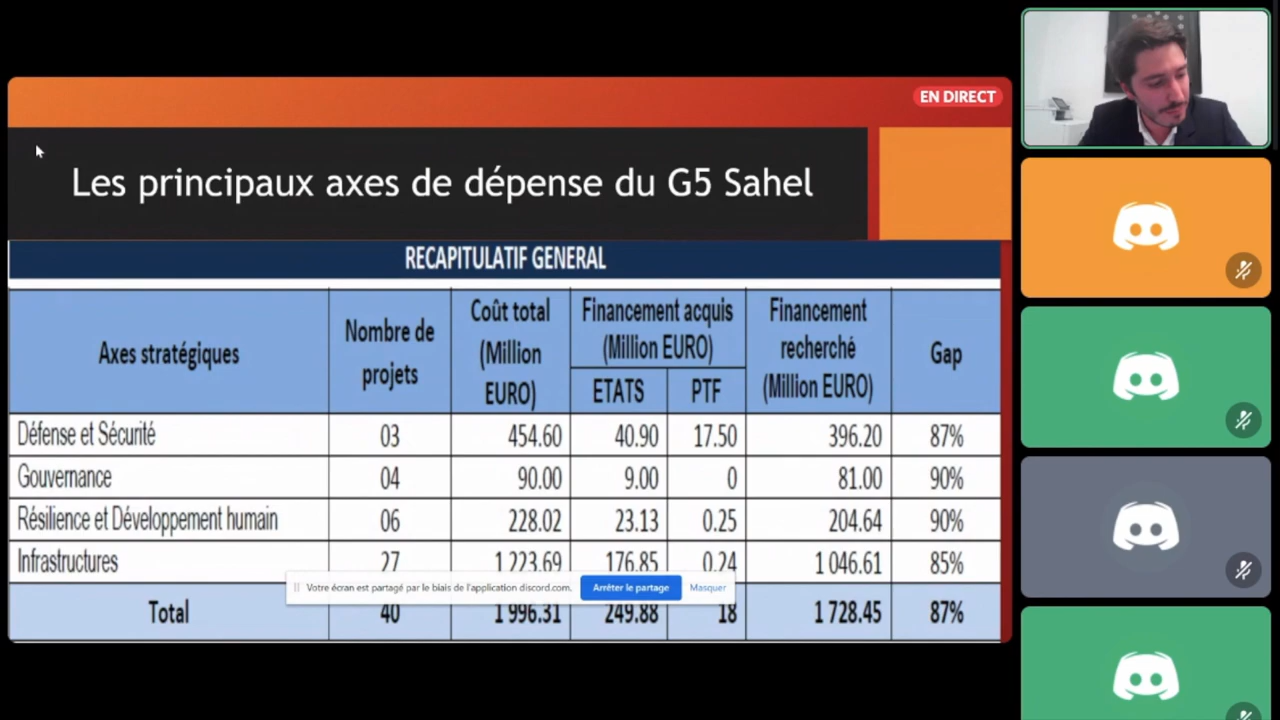 EN DIRECT
Les principaux axes de dépense du G5 Sahel
RECAPITULATIF GENERAL
Axes stratégiques
Nombre de
projets
Coût total
(Million
EURO)
Financement acquis
(Million EURO)
ETATS PTF
Financement
recherché
(Million EURO)
Gap
Défense et Sécurité 03 454.60 40.90 17.50 396.20 87%
Gouvernance 04 90.00 9.00 0 81.00 90%
Résilience et Développement humain 06 228.02 23.13 0.25 204.64 90%
Infrastructures 27 1 223.69 176.85 0.24 1 046.61 85%
Votre écran est partagé par le biais de l'application discord.com. Arrêter le partage Masquer
Total 40 1 996.31 249.88 18 1 728.45 87%